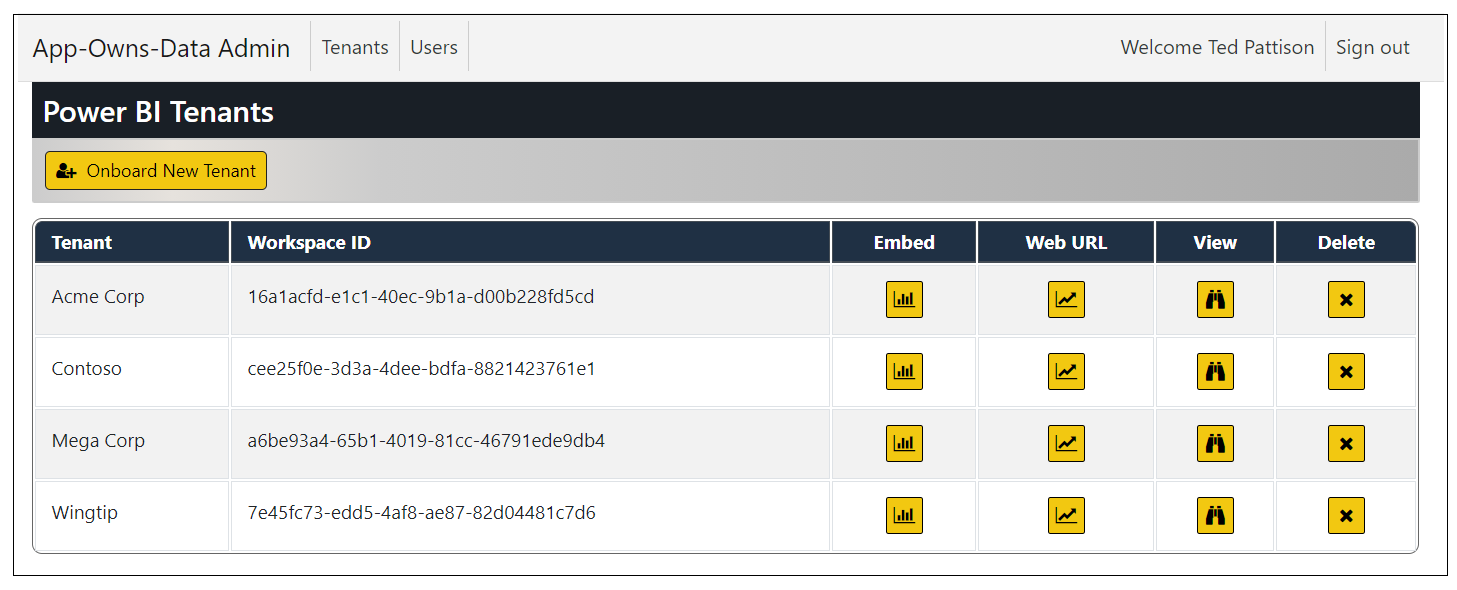 App-Owns-Data Admin Tenants Users Welcome Ted Pattison Sign out
Power BI Tenants
Onboard New Tenant
Tenant Workspace ID Embed Web URL View Delete
Acme Corp 16a1acfd-e1c1-40ec-9b1a-d00b228fd5cd
Contoso cee25f0e-3d3a-4dee-bdfa-8821423761e1
Mega Corp a6be93a4-65b1-4019-81cc-46791ede9db4
Wingtip 7e45fc73-edd5-4af8-ae87-82d04481c7d6